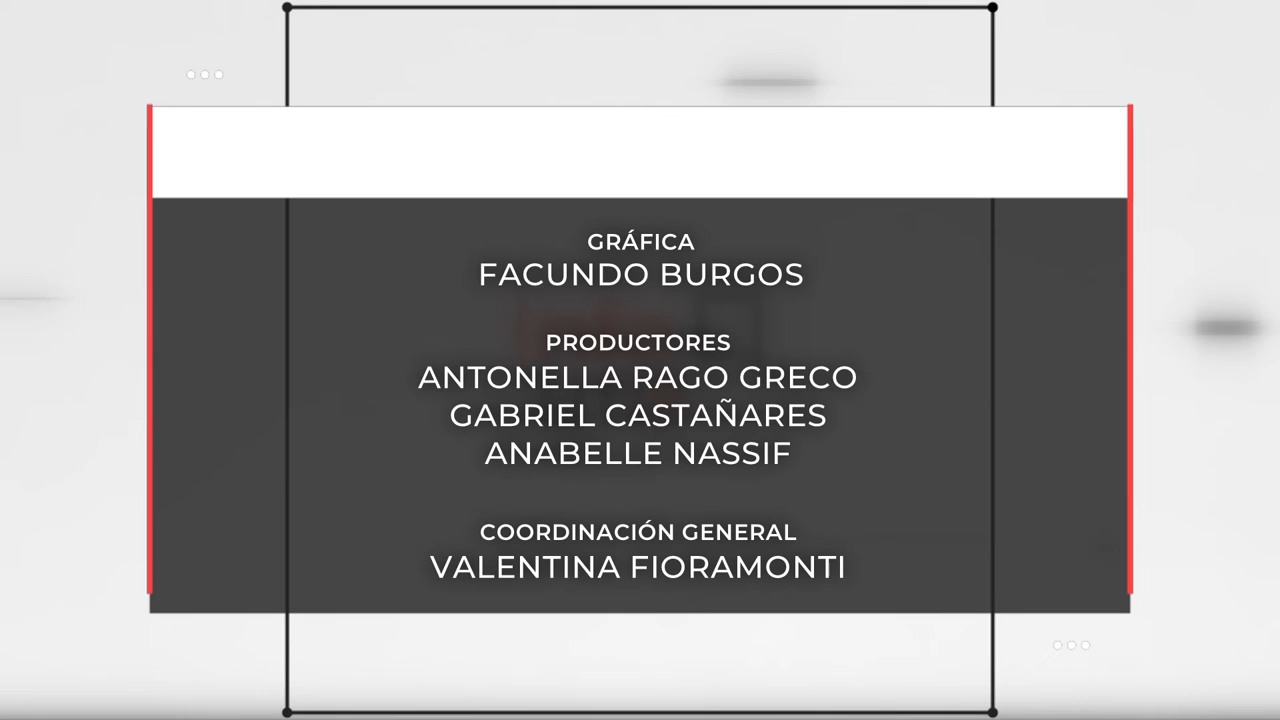 GRÁFICA
FACUNDO BURGOS
PRODUCTORES
ANTONELLA RAGO GRECO
GABRIEL CASTAÑARES
ANABELLE NASSIF
COORDINACIÓN GENERAL
VALENTINA FIORAMONTI